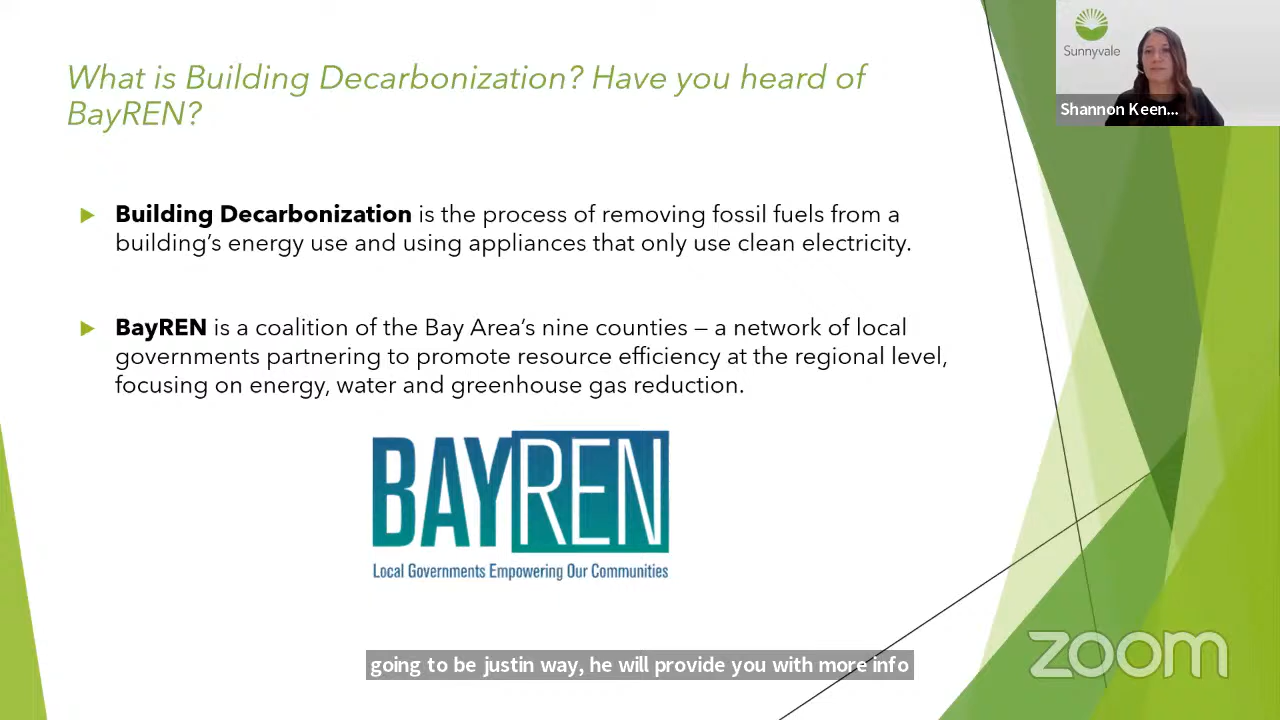 What is Building Decarbonization? Have you heard of
BayREN?
Sunnyvale
Shannon Keen...
Building Decarbonization is the process of removing fossil fuels from a
building's energy use and using appliances that only use clean electricity.
BayREN is a coalition of the Bay Area's nine counties — a network of local
governments partnering to promote resource efficiency at the regional level,
focusing on energy, water and greenhouse gas reduction.
BAYREN
Local Governments Empowering Our Communities
going to be justin way, he will provide you with more info
zoom